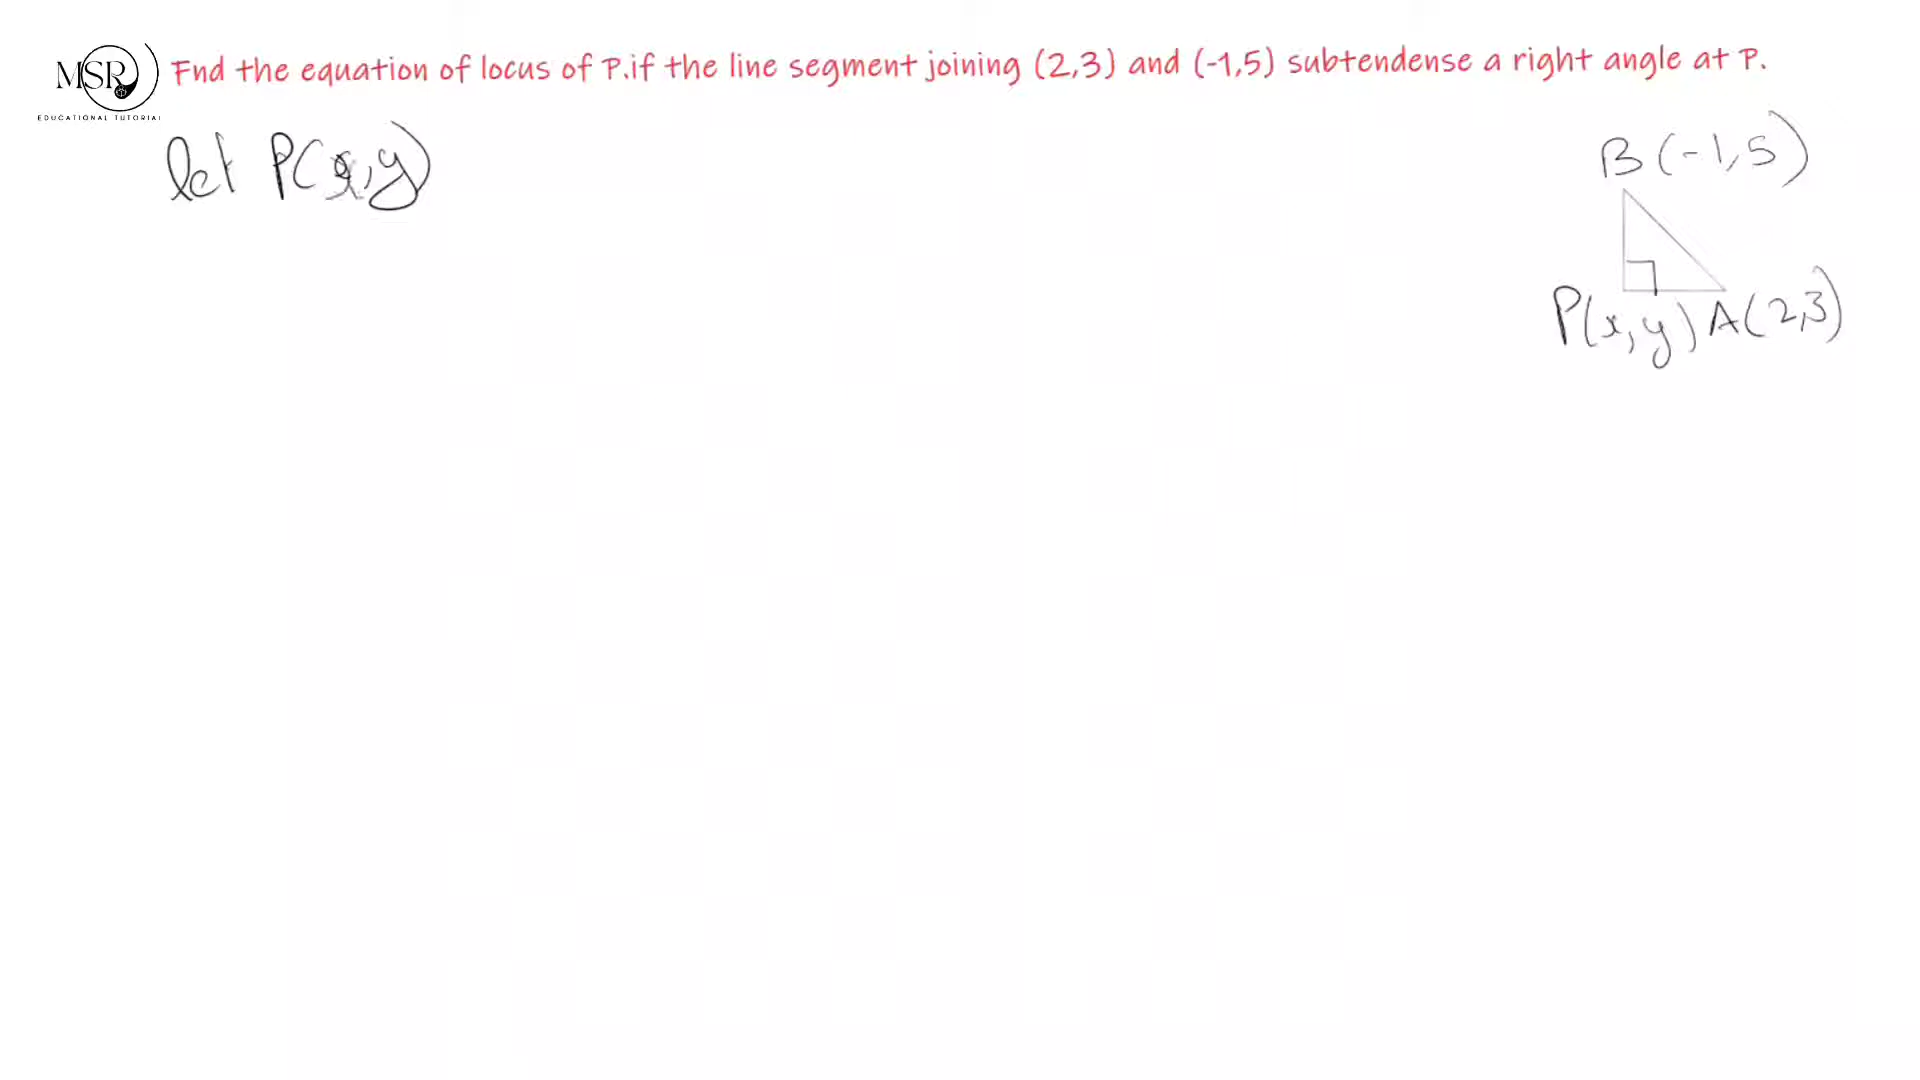 MSR
EDUCATIONAL TUTORIAL
Fnd the equation of locus of P.if the line segment joining (2,3) and (-1,5) subtendense a right angle at P.
let P(x,y)
B(-1,5)
P(x,y) A(2,3)